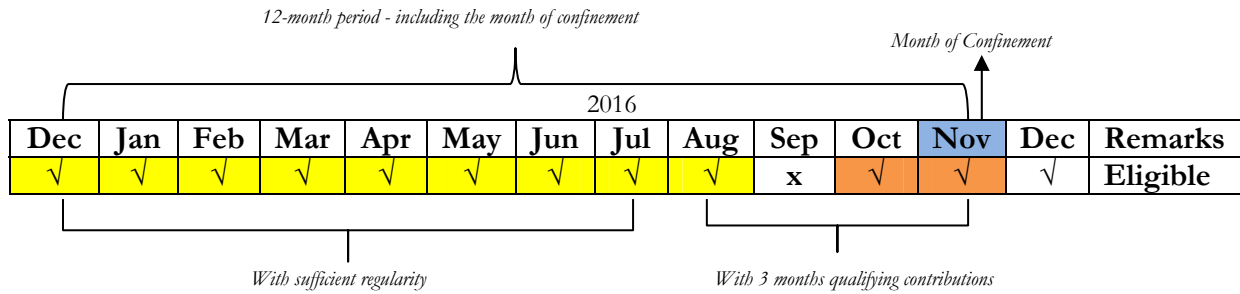 12-month period - including the month of confinement
Month of Confinement
2016
Dec Jan Feb Mar Apr May Jun Jul Aug Sep Oct Nov Dec Remarks
√ √ √ √ √ √ √ √ √ x √ √ √ Eligible
With sufficient regularity
With 3 months qualifying contributions